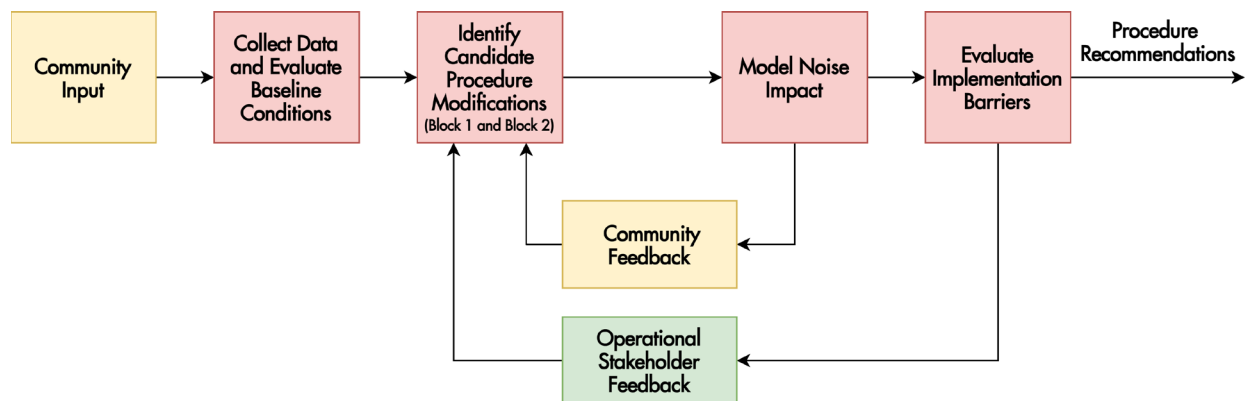 Community
Input
Collect Data
and Evaluate
Baseline
Conditions
Identify
Candidate
Procedure
Modifications
(Block 1 and Block 2)
Model Noise
Impact
Evaluate
Implementation
Barriers
Procedure
Recommendations
Community
Feedback
Operational
Stakeholder
Feedback